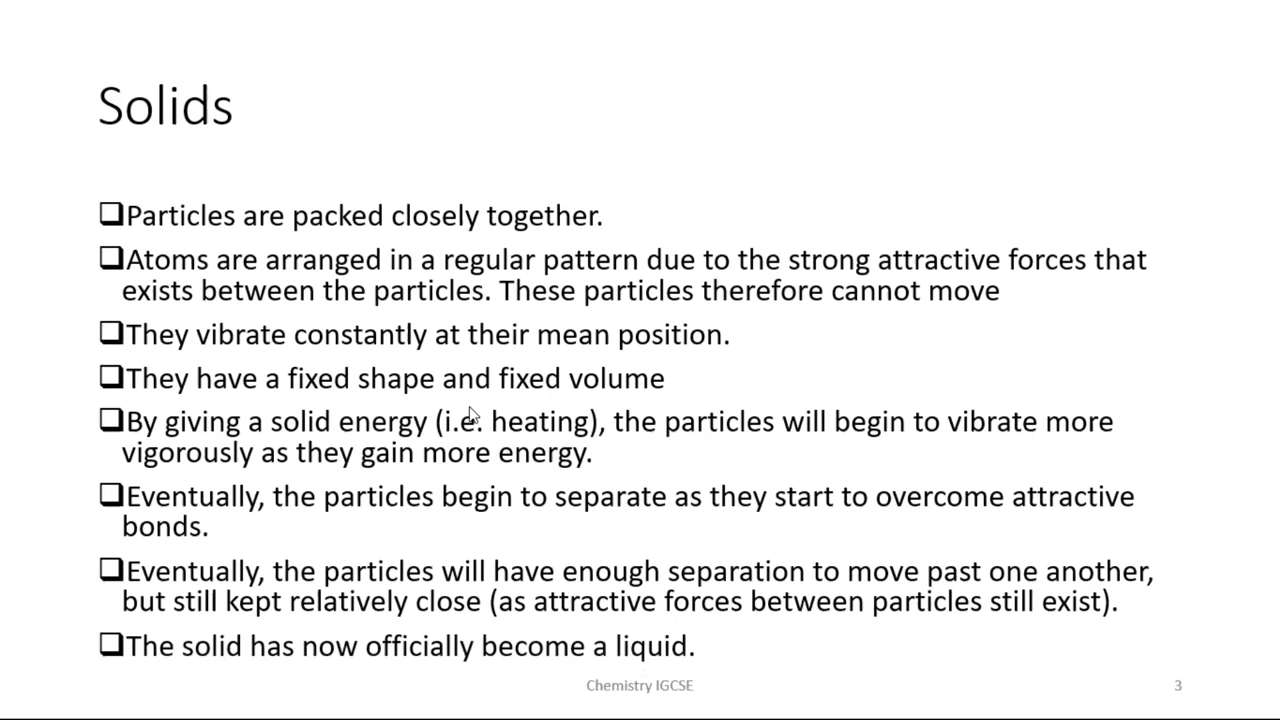 Solids
❑Particles are packed closely together.
❑Atoms are arranged in a regular pattern due to the strong attractive forces that
exists between the particles. These particles therefore cannot move
❑They vibrate constantly at their mean position.
❑They have a fixed shape and fixed volume
❑By giving a solid energy (i.e. heating), the particles will begin to vibrate more
vigorously as they gain more energy.
❑Eventually, the particles begin to separate as they start to overcome attractive
bonds.
❑Eventually, the particles will have enough separation to move past one another,
but still kept relatively close (as attractive forces between particles still exist).
❑The solid has now officially become a liquid.
Chemistry IGCSE
3